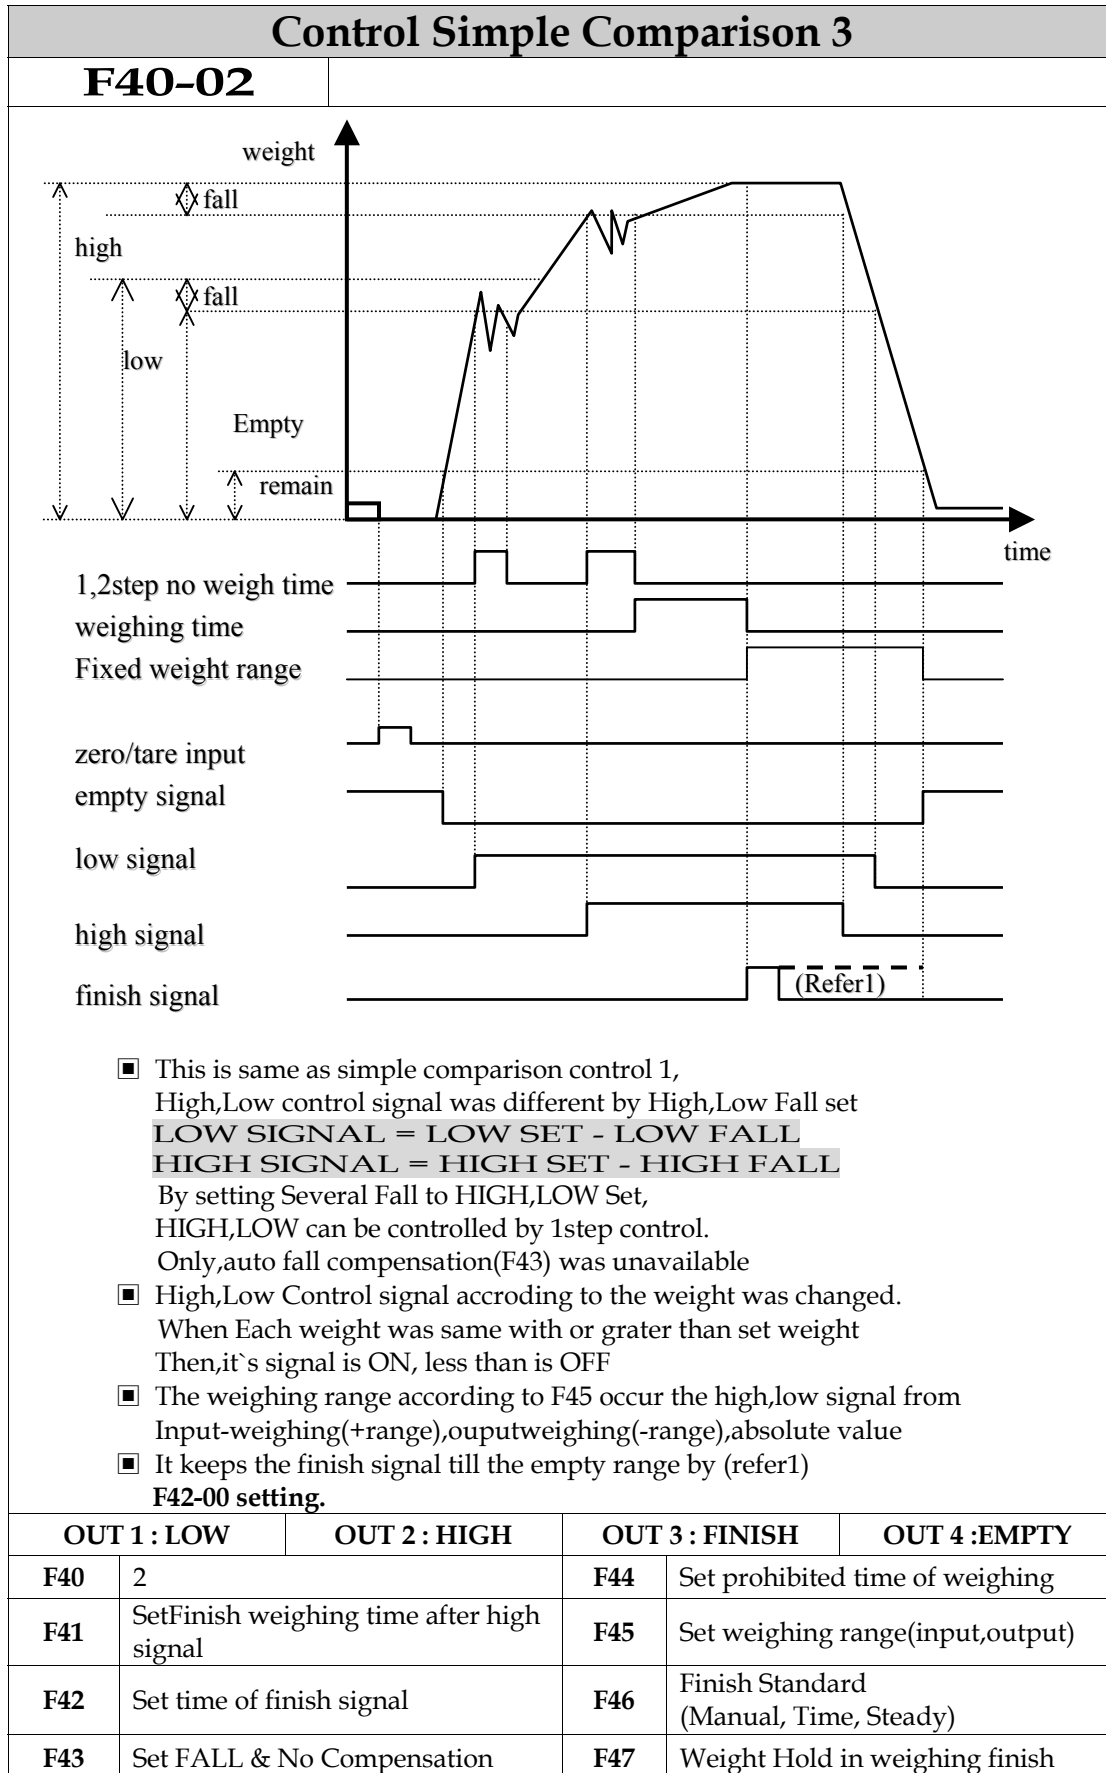 Control Simple Comparison 3
F40-02
weight
fall
high
fall
low
Empty
remain
time
1,2step no weigh time
weighing time
Fixed weight range
zero/tare input
empty signal
low signal
high signal
finish signal
(Refer1)
▣ This is same as simple comparison control 1,
High,Low control signal was different by High,Low Fall set
LOW SIGNAL = LOW SET - LOW FALL
HIGH SIGNAL = HIGH SET - HIGH FALL
By setting Several Fall to HIGH,LOW Set,
HIGH,LOW can be controlled by 1step control.
Only,auto fall compensation(F43) was unavailable
▣ High,Low Control signal accroding to the weight was changed.
When Each weight was same with or grater than set weight
Then,it`s signal is ON, less than is OFF
▣ The weighing range according to F45 occur the high,low signal from
Input-weighing(+range),ouputweighing(-range),absolute value
▣ It keeps the finish signal till the empty range by (refer1)
F42-00 setting.
OUT 1 : LOW OUT 2 : HIGH OUT 3 : FINISH OUT 4 :EMPTY
F40 2 F44 Set prohibited time of weighing
F41 SetFinish weighing time after high
signal
F45 Set weighing range(input,output)
F42 Set time of finish signal
F46 Finish Standard
(Manual, Time, Steady)
F43 Set FALL & No Compensation F47 Weight Hold in weighing finish